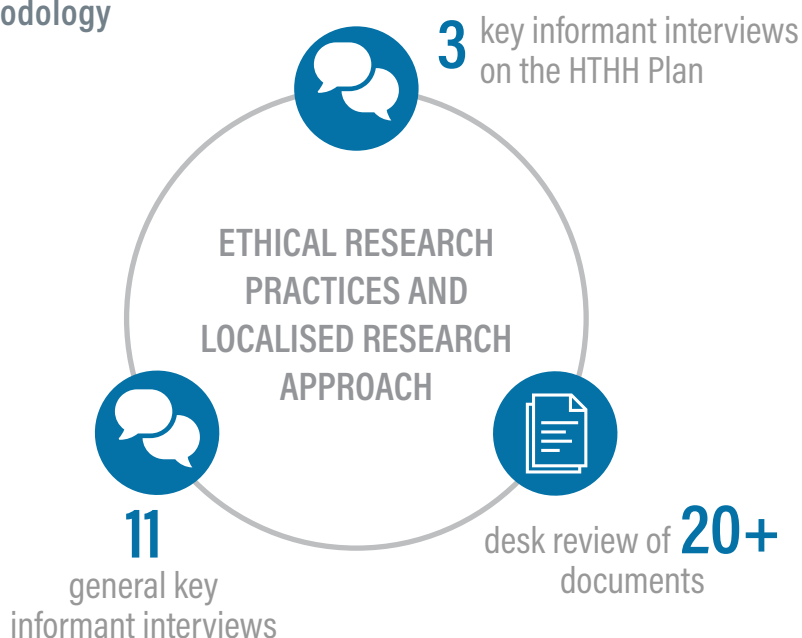 odology
3 key informant interviews
on the HTHH Plan
ETHICAL RESEARCH
PRACTICES AND
LOCALISED RESEARCH
APPROACH
11
general key
informant interviews
desk review of 20+
documents